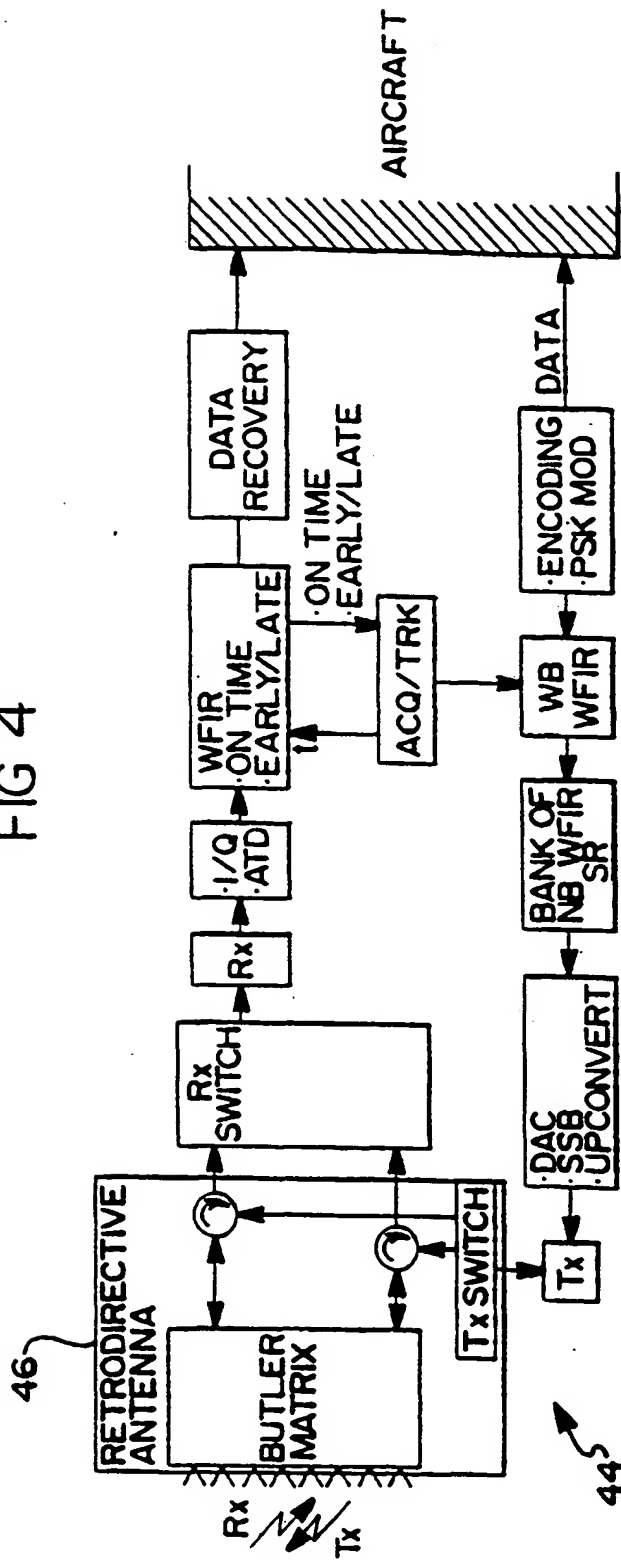 FIG 4
46
RETRODIRECTIVE
ANTENNA
Rx
Tx
BUTLER
MATRIX
Tx SWITCH
Rx
SWITCH
Rx
·I/Q
·ATD
WFIR
·ON TIME
·EARLY/LATE
t
·ON TIME
·EARLY/LATE
ACQ/TRK
DATA
RECOVERY
AIRCRAFT
44
Tx
·DAC
·SSB
·UPCONVERT
BANK OF
NB WFIR
SR
WB
WFIR
·ENCODING
·PSK MOD
DATA